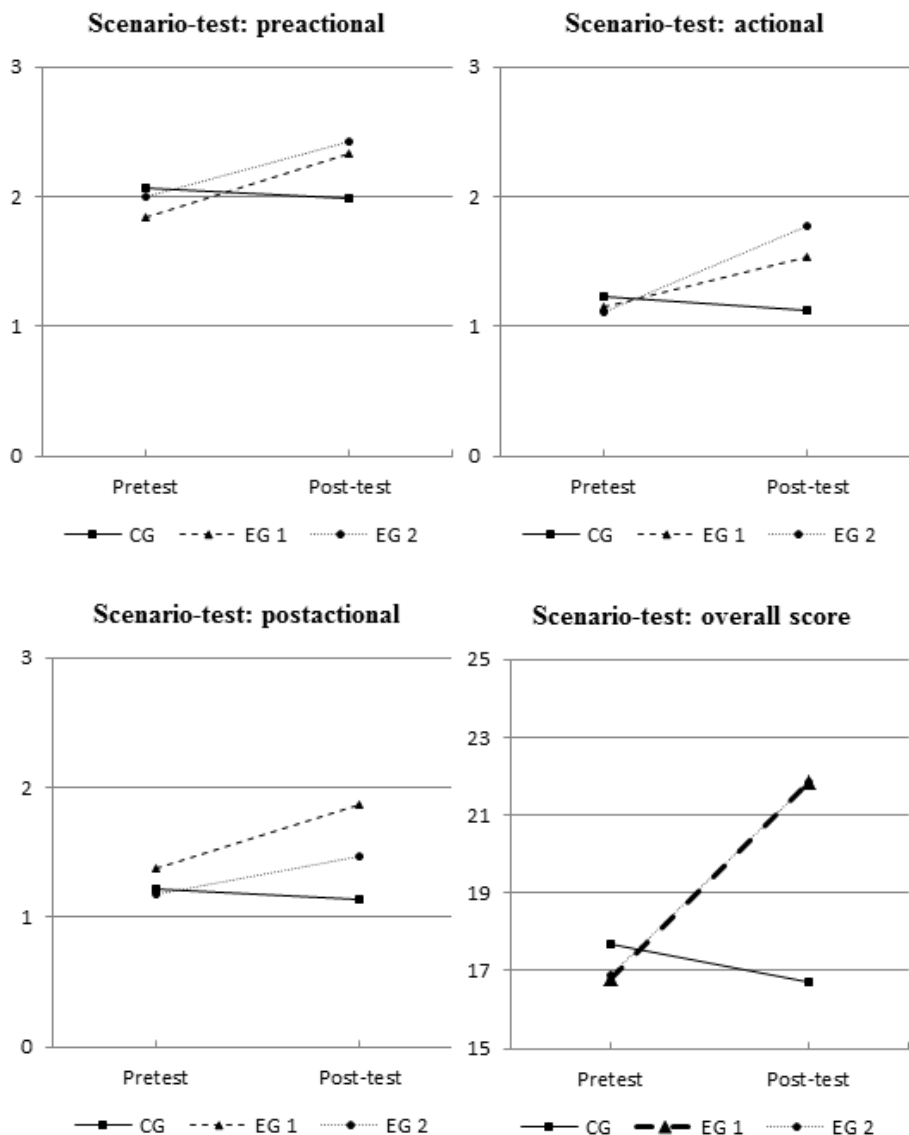 Scenario-test: preactional
3
2
1
0
Pretest Post-test
CG EG 1 EG 2
Scenario-test: actional
3
2
1
0
Pretest Post-test
CG EG 1 EG 2
Scenario-test: postactional
3
2
1
0
Pretest Post-test
CG EG 1 EG 2
Scenario-test: overall score
25
23
21
19
17
15
Pretest Post-test
CG EG 1 EG 2